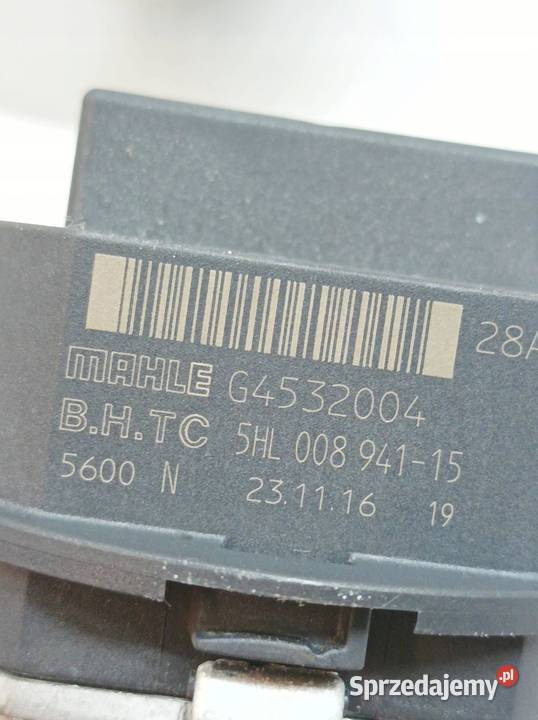 28A
MAHLE G4532004
B.H.TC 5HL 008 941-15
5600 N 23.11.16 19
Sprzedajemy.pl